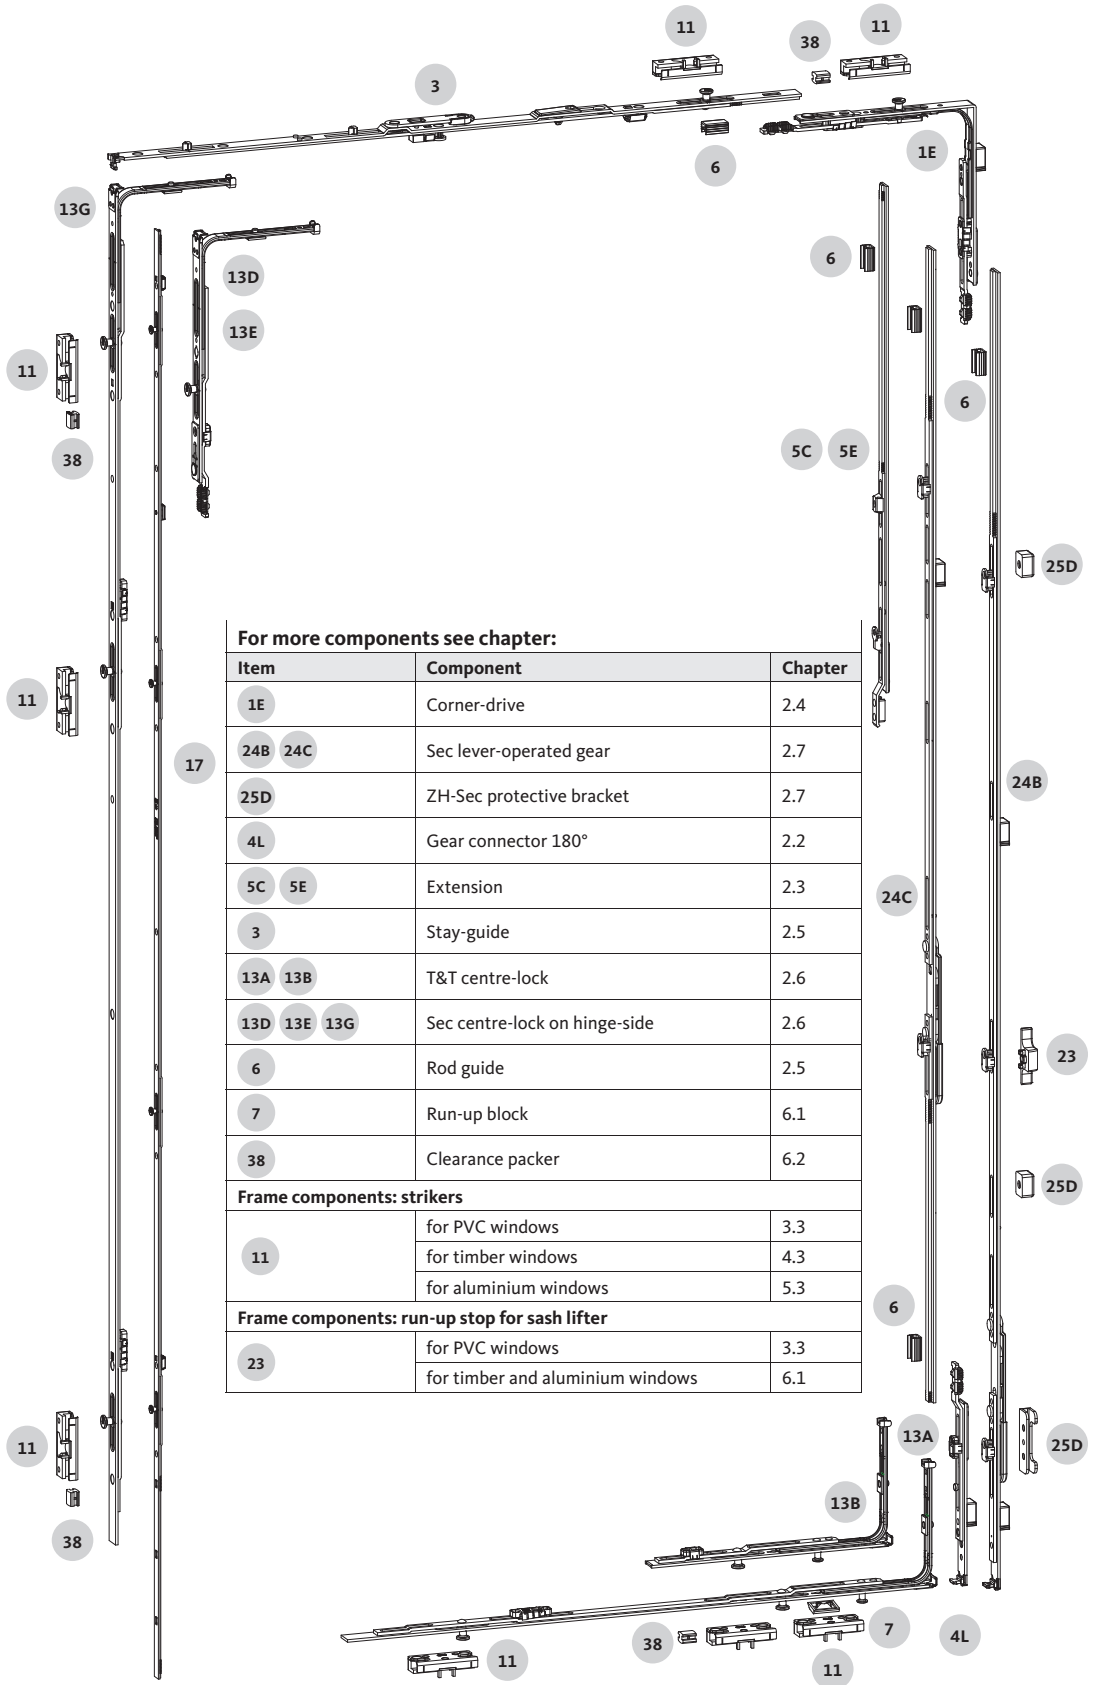 11
38
11
3
6
1E
13G
13D
6
13E
11
6
38
5C 5E
25D
For more components see chapter:
Item Component Chapter
1E Corner-drive 2.4
24B 24C Sec lever-operated gear 2.7
25D ZH-Sec protective bracket 2.7
4L Gear connector 180° 2.2
5C 5E Extension 2.3
3 Stay-guide 2.5
13A 13B T&T centre-lock 2.6
13D 13E 13G Sec centre-lock on hinge-side 2.6
6 Rod guide 2.5
7 Run-up block 6.1
38 Clearance packer 6.2
Frame components: strikers
11
for PVC windows 3.3
for timber windows 4.3
for aluminium windows 5.3
Frame components: run-up stop for sash lifter
23
for PVC windows 3.3
for timber and aluminium windows 6.1
11
17
24B
24C
23
25D
6
11
13A
25D
13B
38
7
38
4L
11
11